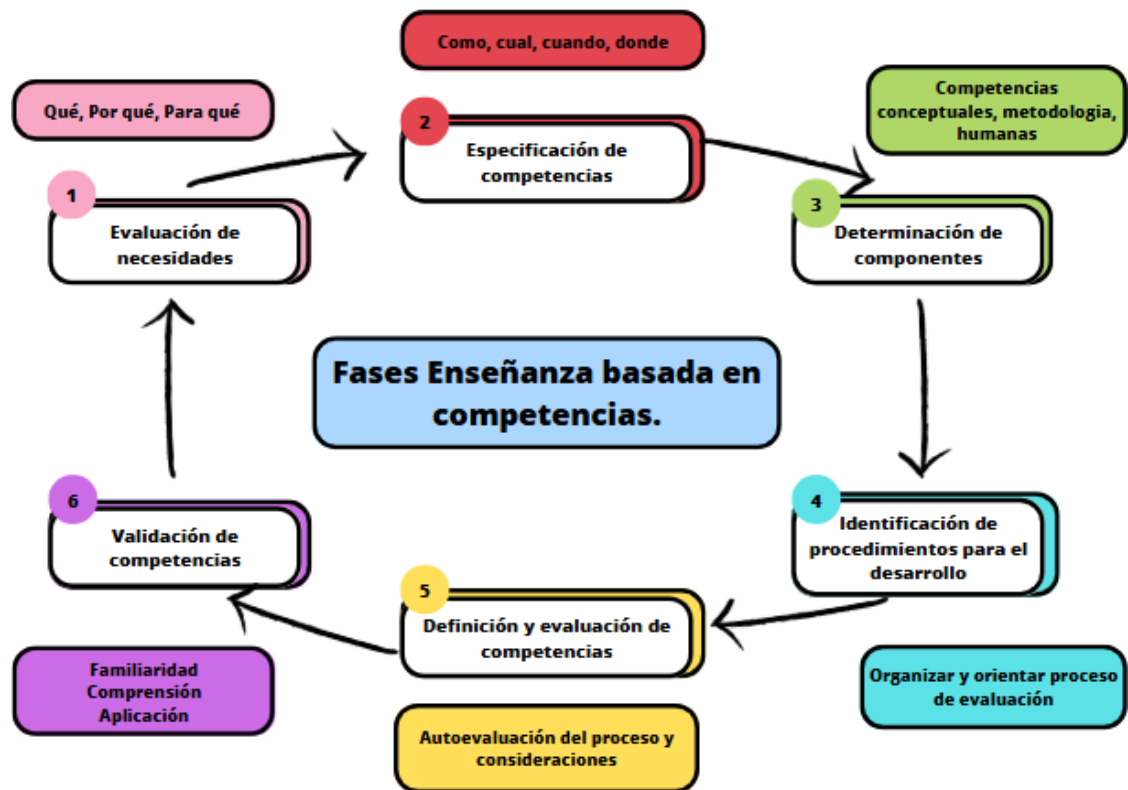 Como, cual, cuando, donde
Qué, Por qué, Para qué
Competencias
conceptuales, metodologia,
humanas
2
Especificación de
competencias
1
Evaluación de
necesidades
3
Determinación de
componentes
Fases Enseñanza basada en
competencias.
6
Validación de
competencias
4
Identificación de
procedimientos para el
desarrollo
5
Definición y evaluación de
competencias
Familiaridad
Comprensión
Aplicación
Organizar y orientar proceso
de evaluación
Autoevaluación del proceso y
consideraciones